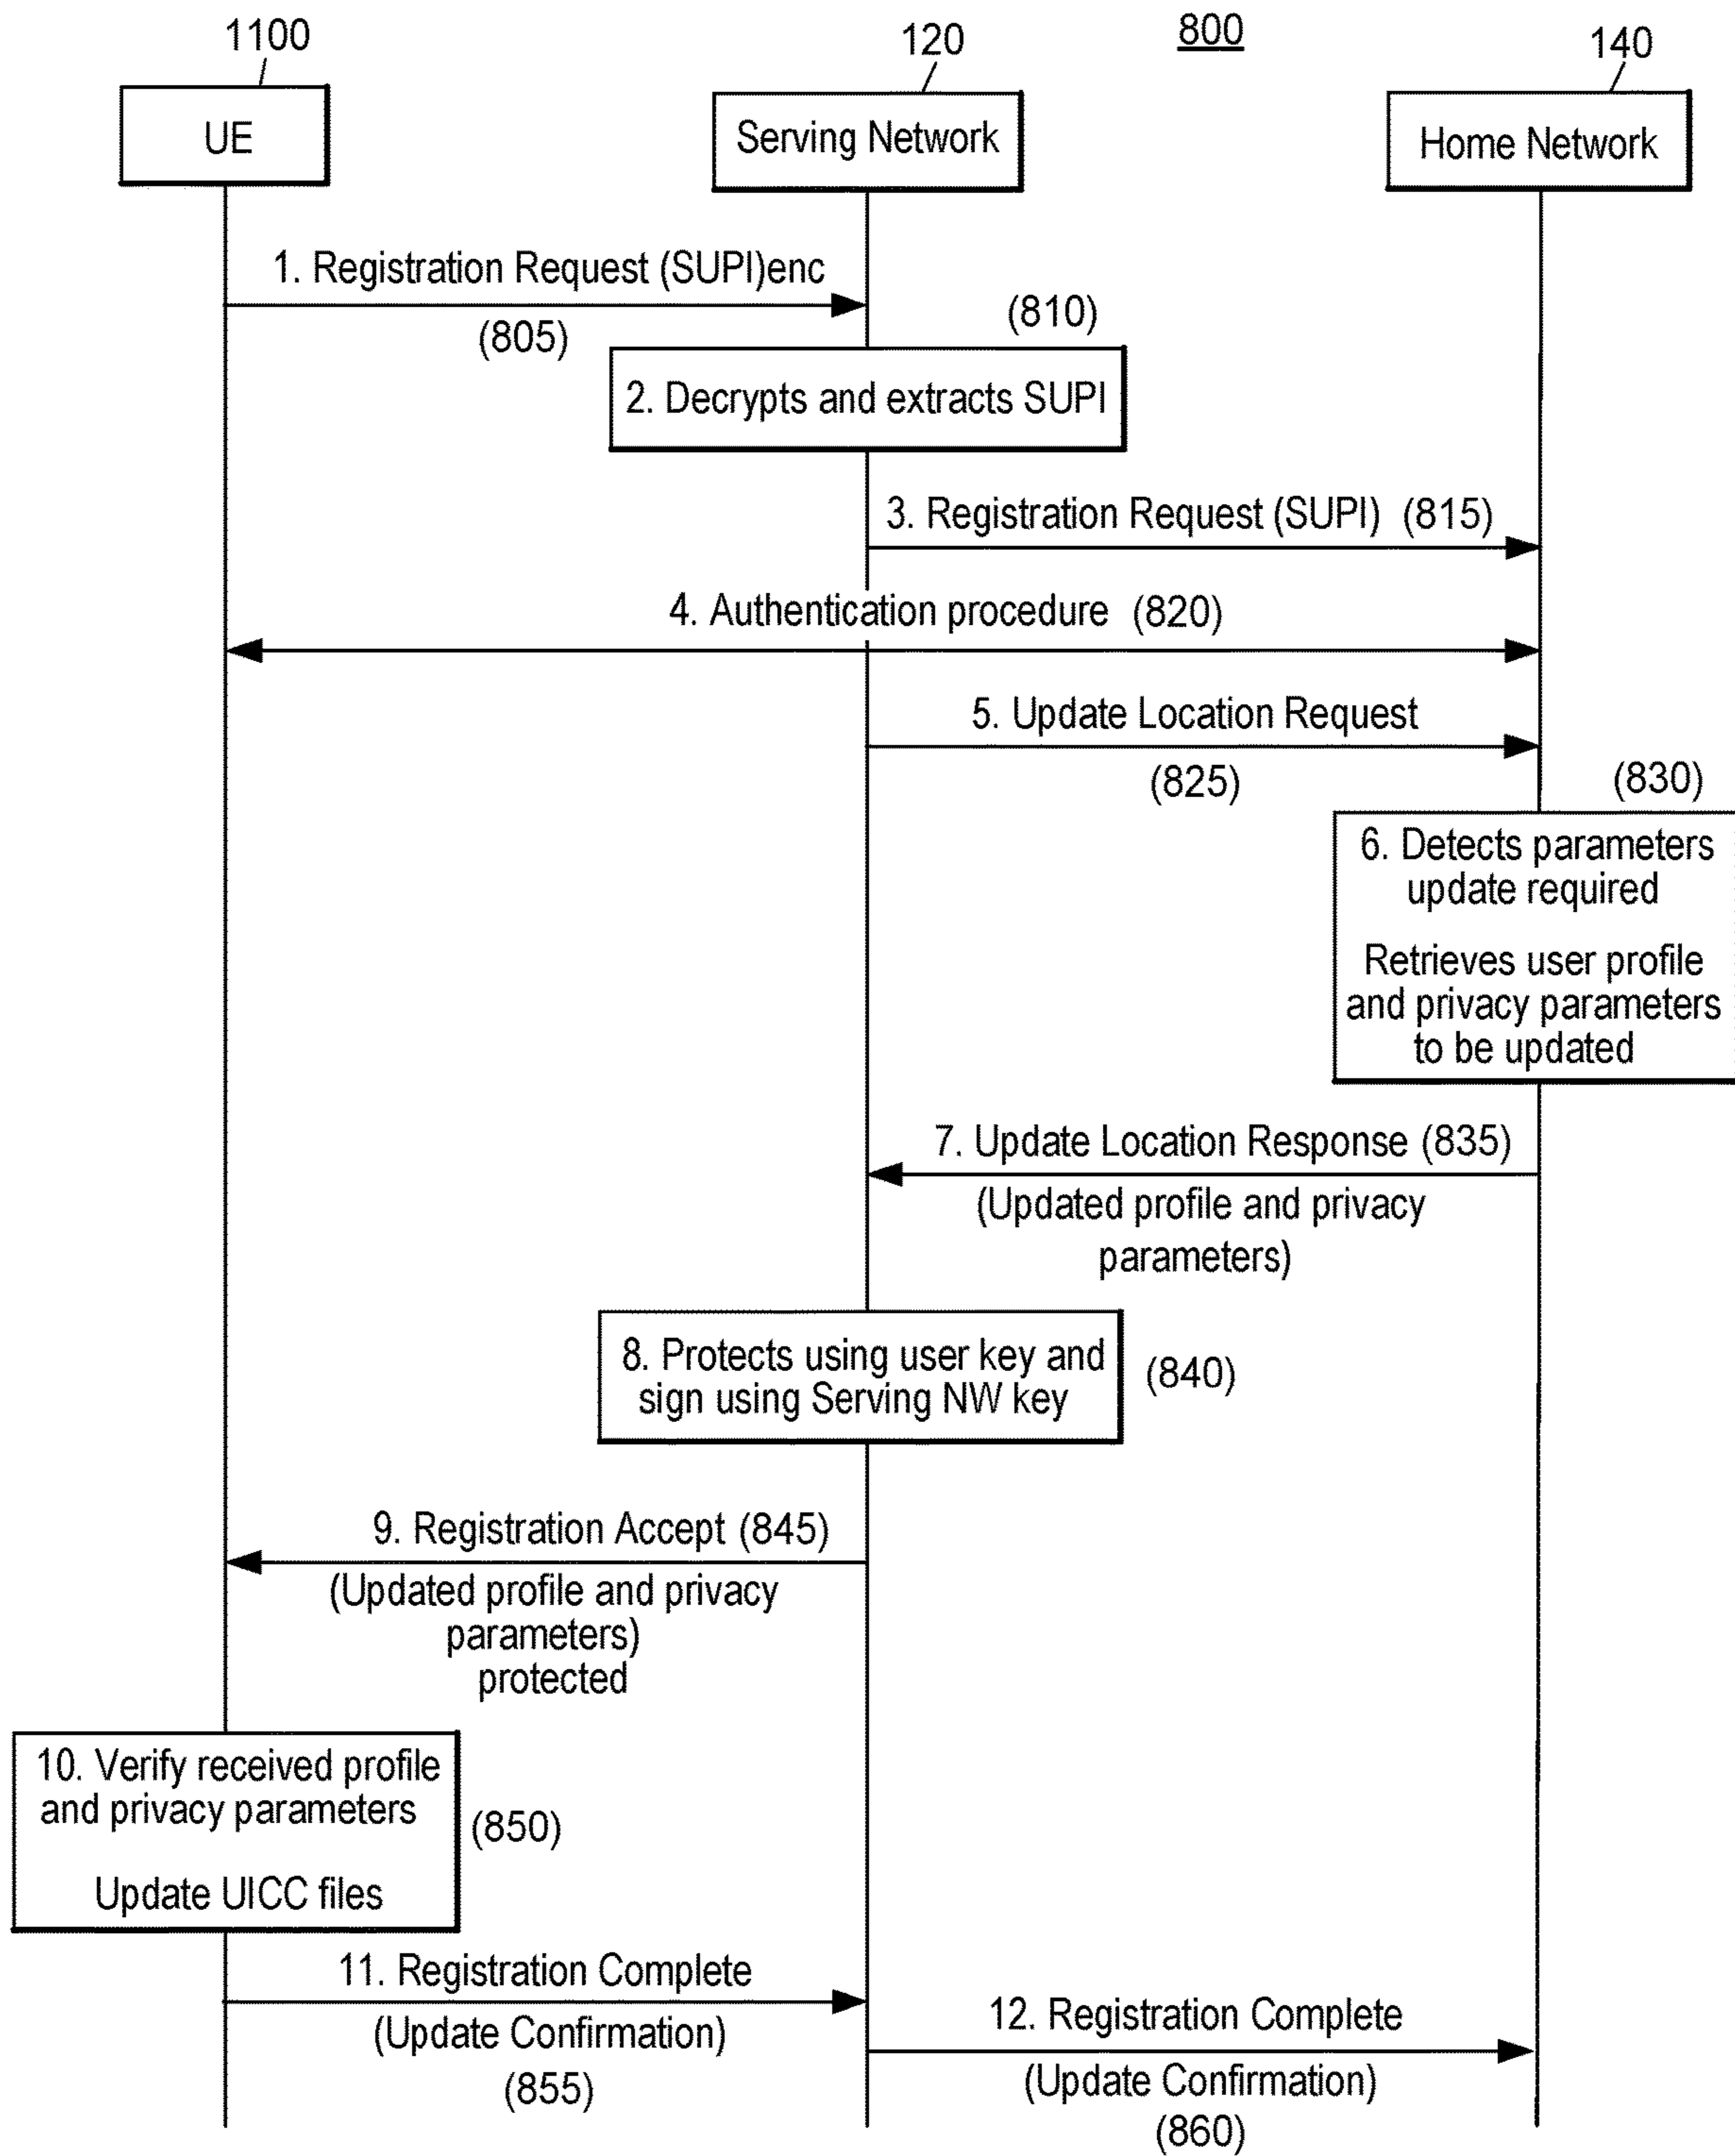 1100
120
800
140
UE
Serving Network
Home Network
1. Registration Request (SUPI)enc
(805)
(810)
2. Decrypts and extracts SUPI
3. Registration Request (SUPI) (815)
4. Authentication procedure (820)
5. Update Location Request
(825)
(830)
6. Detects parameters
update required
Retrieves user profile
and privacy parameters
to be updated
7. Update Location Response (835)
(Updated profile and privacy
parameters)
8. Protects using user key and
sign using Serving NW key
(840)
9. Registration Accept (845)
(Updated profile and privacy
parameters)
protected
10. Verify received profile
and privacy parameters
(850)
Update UICC files
11. Registration Complete
(Update Confirmation)
(855)
12. Registration Complete
(Update Confirmation)
(860)